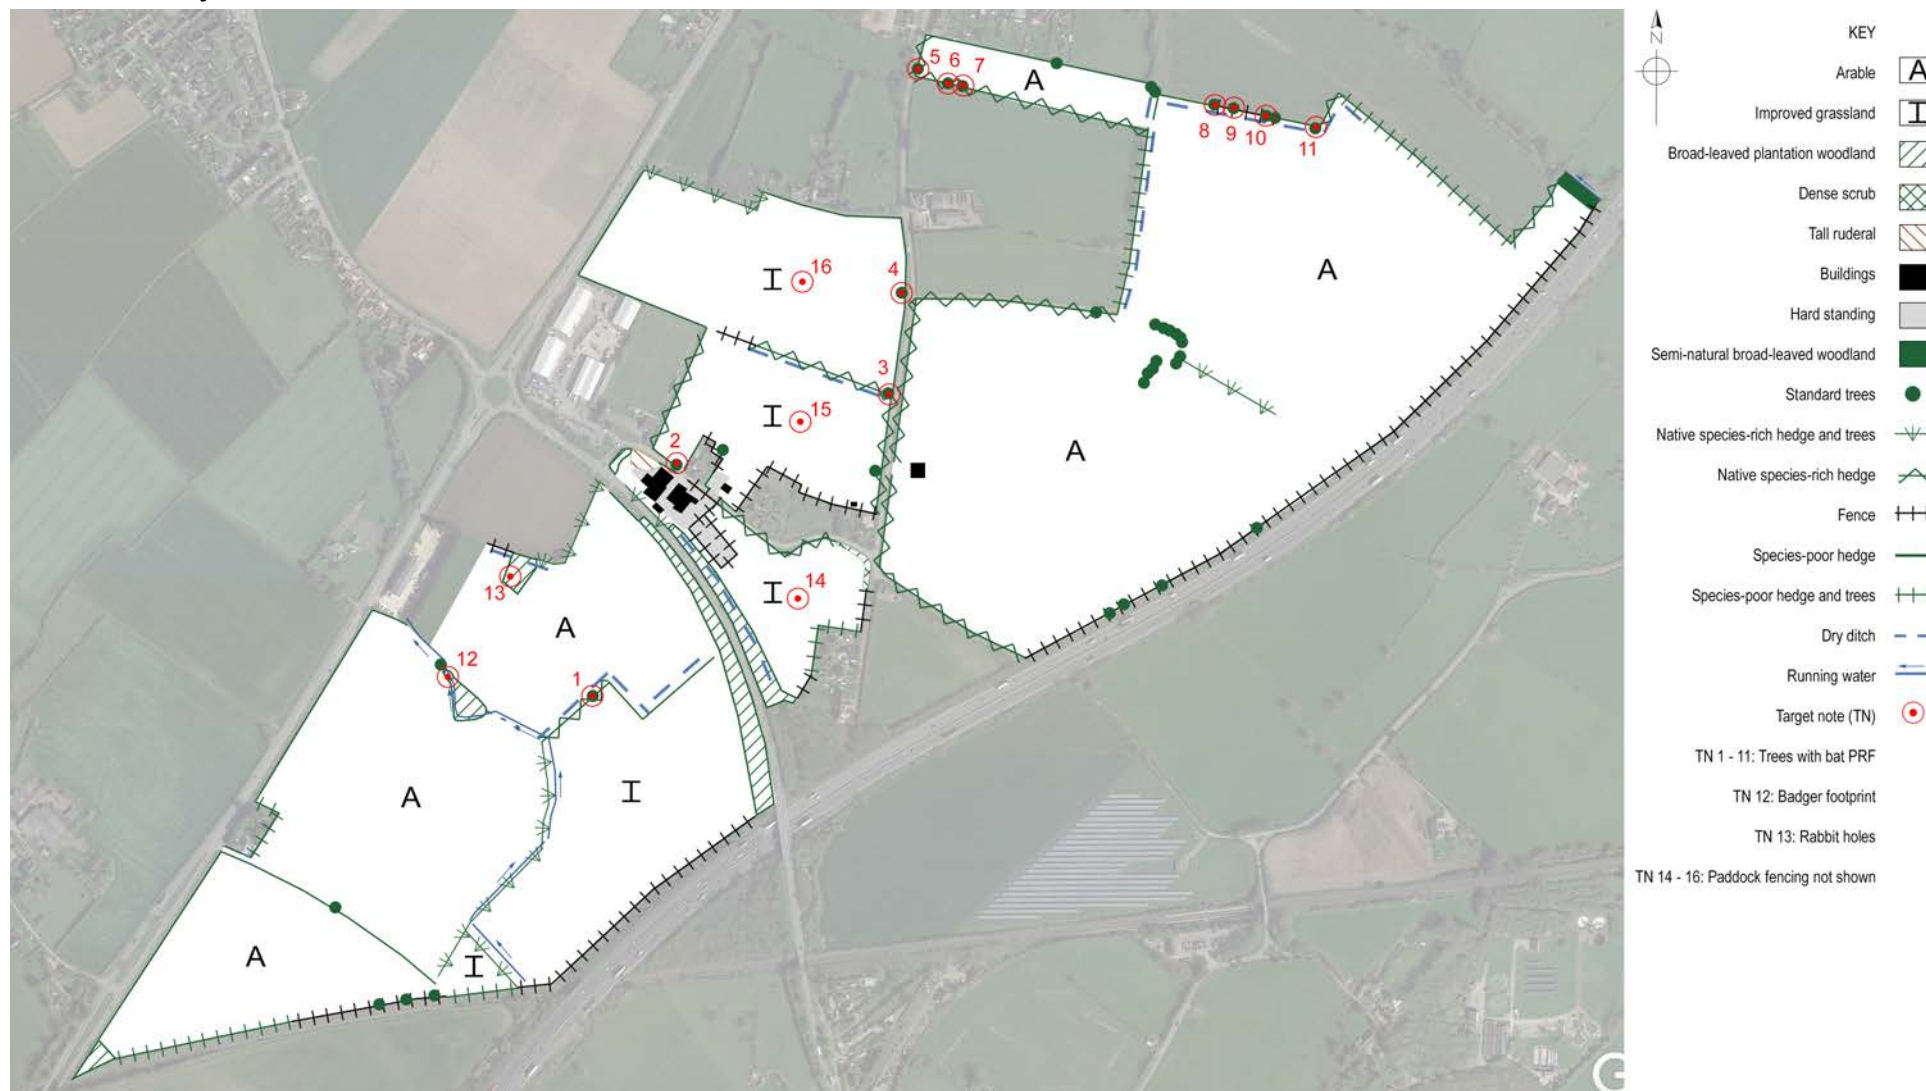 5 6 7
A
8 9 10 11
16
I
4
A
3
15
I
A
2
14
I
13
A
12
1
A
I
A
I
G
N
KEY
Arable
A
Improved grassland
I
Broad-leaved plantation woodland
Dense scrub
Tall ruderal
Buildings
Hard standing
Semi-natural broad-leaved woodland
Standard trees
Native species-rich hedge and trees
Native species-rich hedge
Fence
Species-poor hedge
Species-poor hedge and trees
Dry ditch
Running water
Target note (TN)
TN 1 - 11: Trees with bat PRF
TN 12: Badger footprint
TN 13: Rabbit holes
TN 14 - 16: Paddock fencing not shown